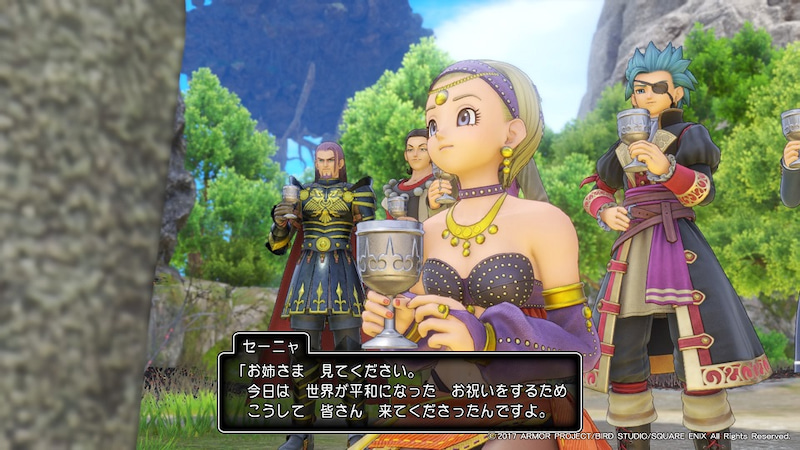 セーニャ
「お姉さま　見てください。
今日は　世界が平和になった　お祝いをするため
こうして　皆さん　来てくださったんですよ。
© 2017 ARMOR PROJECT/BIRD STUDIO/SQUARE ENIX All Rights Reserved.